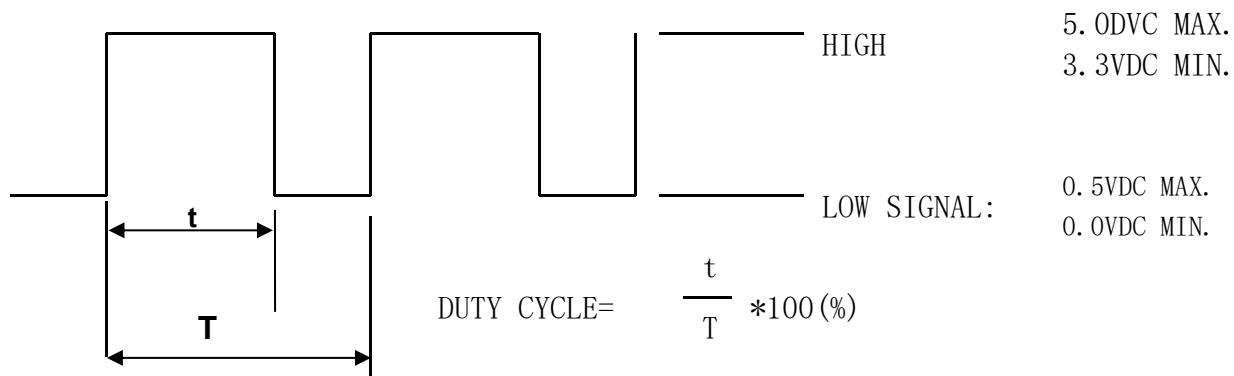 5.0DVC MAX.
HIGH
3.3VDC MIN.
0.5VDC MAX.
LOW SIGNAL:
0.0VDC MIN.
t
T
DUTY CYCLE= t/T *100(%)